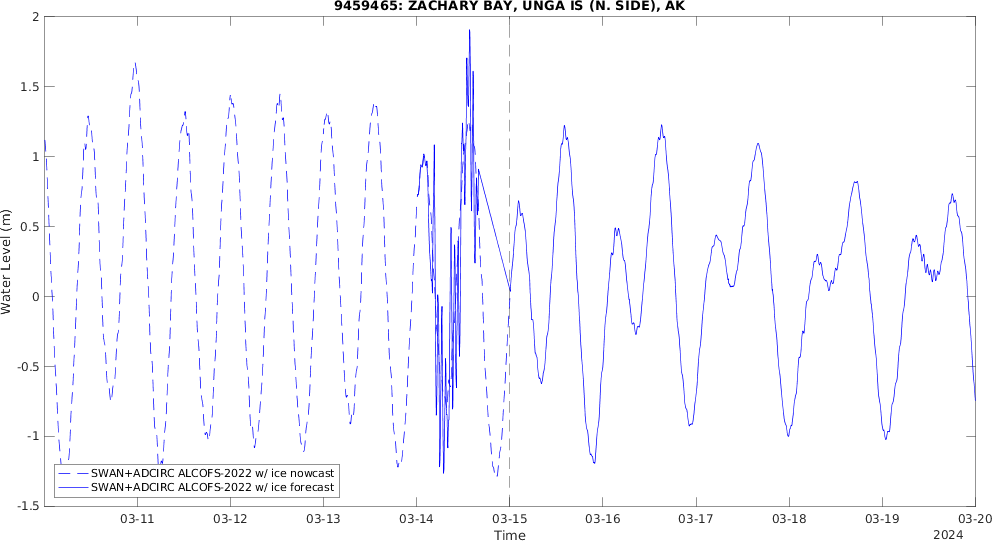 9459465: ZACHARY BAY, UNGA IS (N. SIDE), AK
Water Level (m)
2
1.5
1
0.5
0
-0.5
-1
-1.5
SWAN+ADCIRC ALCOFS-2022 w/ ice nowcast
SWAN+ADCIRC ALCOFS-2022 w/ ice forecast
03-11 03-12 03-13 03-14 03-15 03-16 03-17 03-18 03-19 03-20
Time
2024